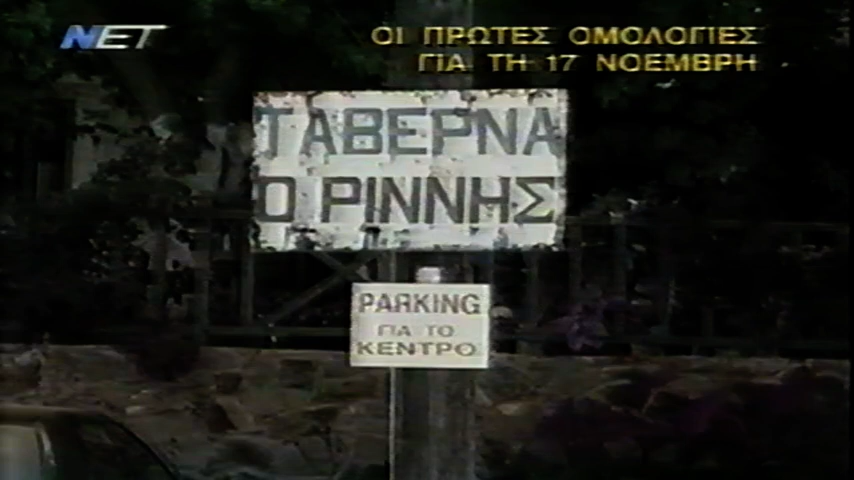 NET
ΟΙ ΠΡΩΤΕΣ ΟΜΟΛΟΓΙΕΣ
ΓΙΑ ΤΗ 17 ΝΟΕΜΒΡΗ
ΤΑΒΕΡΝΑ
Ο ΡΙΝΝΗΣ
PARKING
ΓΙΑ ΤΟ
ΚΕΝΤΡΟ